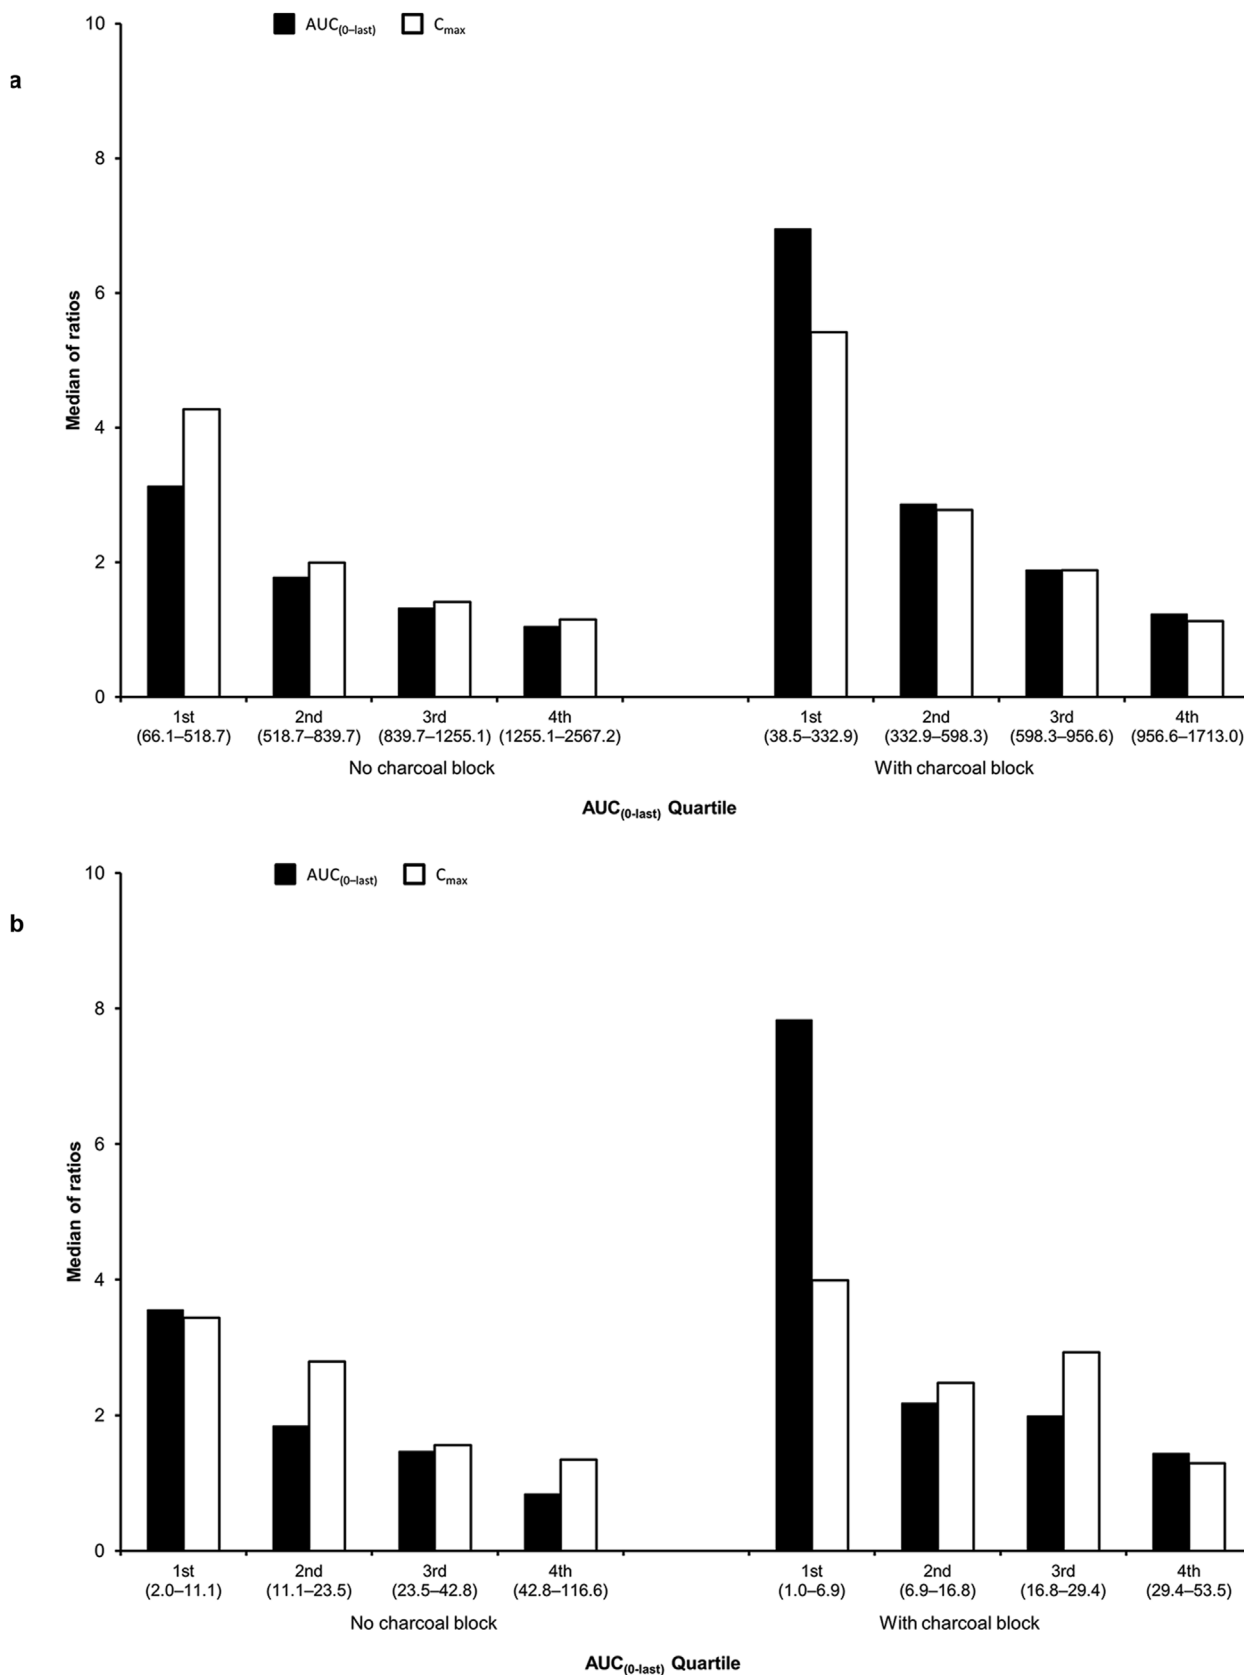 10
AUC(0–last) Cmax
a
8
6
Median of ratios
4
2
0
1st 2nd 3rd 4th 1st 2nd 3rd 4th
(66.1–518.7) (518.7–839.7) (839.7–1255.1) (1255.1–2567.2) (38.5–332.9) (332.9–598.3) (598.3–956.6) (956.6–1713.0)
No charcoal block With charcoal block
AUC(0-last) Quartile
10
AUC(0–last) Cmax
b
8
6
Median of ratios
4
2
0
1st 2nd 3rd 4th 1st 2nd 3rd 4th
(2.0–11.1) (11.1–23.5) (23.5–42.8) (42.8–116.6) (1.0–6.9) (6.9–16.8) (16.8–29.4) (29.4–53.5)
No charcoal block With charcoal block
AUC(0-last) Quartile